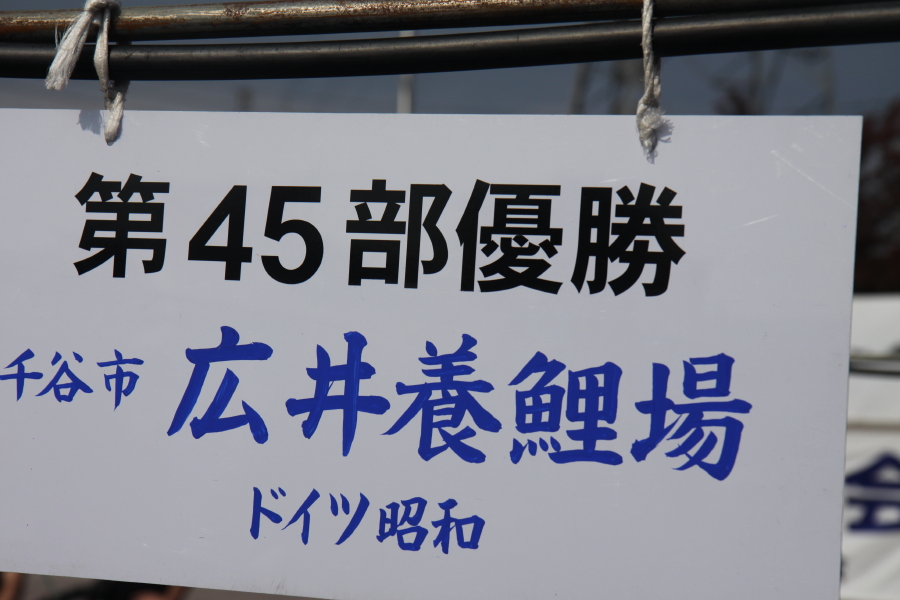 第45部優勝
千谷市 広井養鯉場
ドイツ昭和
会